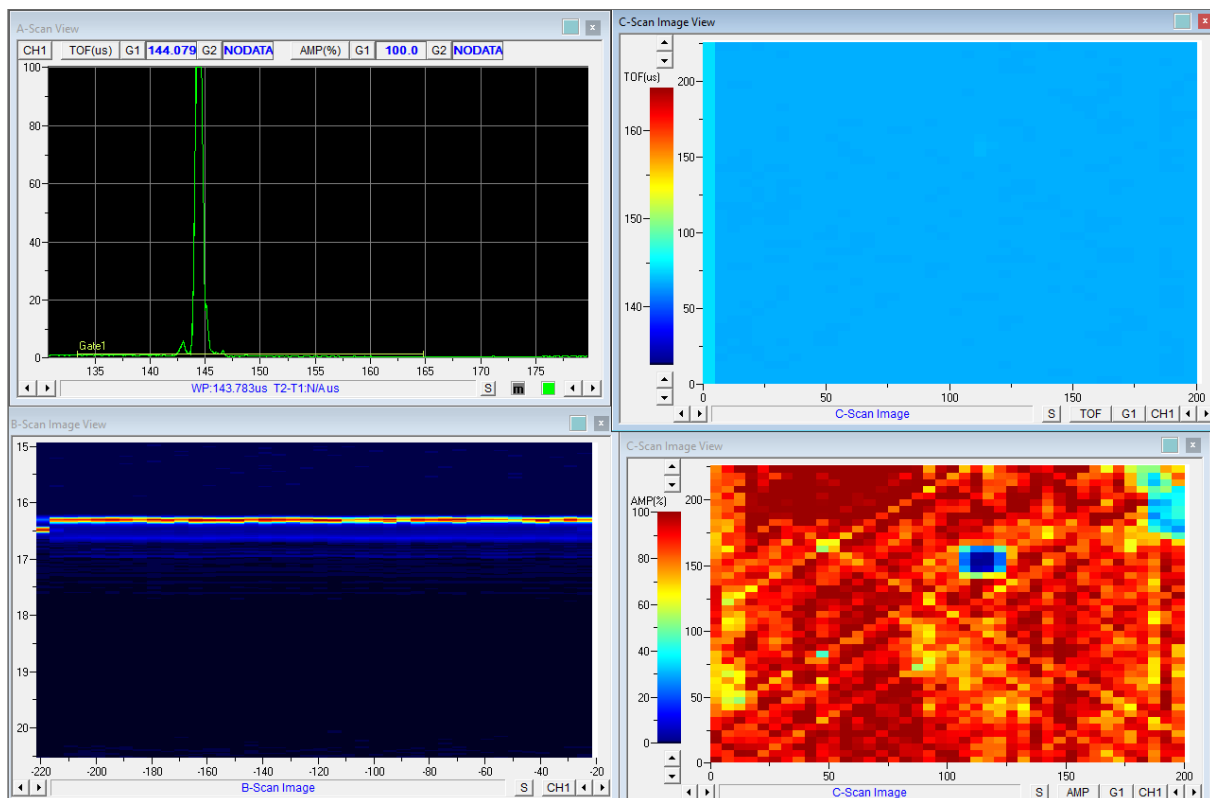 A-Scan View
CH1 TOF(us) G1 144.079 G2 NODATA AMP(%) G1 100.0 G2 NODATA
100
80
60
40
20
0
Gate1
135 140 145 150 155 160 165 170 175
WP:143.783us T2-T1:N/A us S m
C-Scan Image View
TOF(us)
160
150
140
200
150
100
50
0
0 50 100 150 200
C-Scan Image S TOF G1 CH1
B-Scan Image View
15
16
17
18
19
20
-220 -200 -180 -160 -140 -120 -100 -80 -60 -40 -20
B-Scan Image S CH1
C-Scan Image View
AMP(%)
100
80
60
40
20
0
200
150
100
50
0
0 50 100 150 200
C-Scan Image S AMP G1 CH1